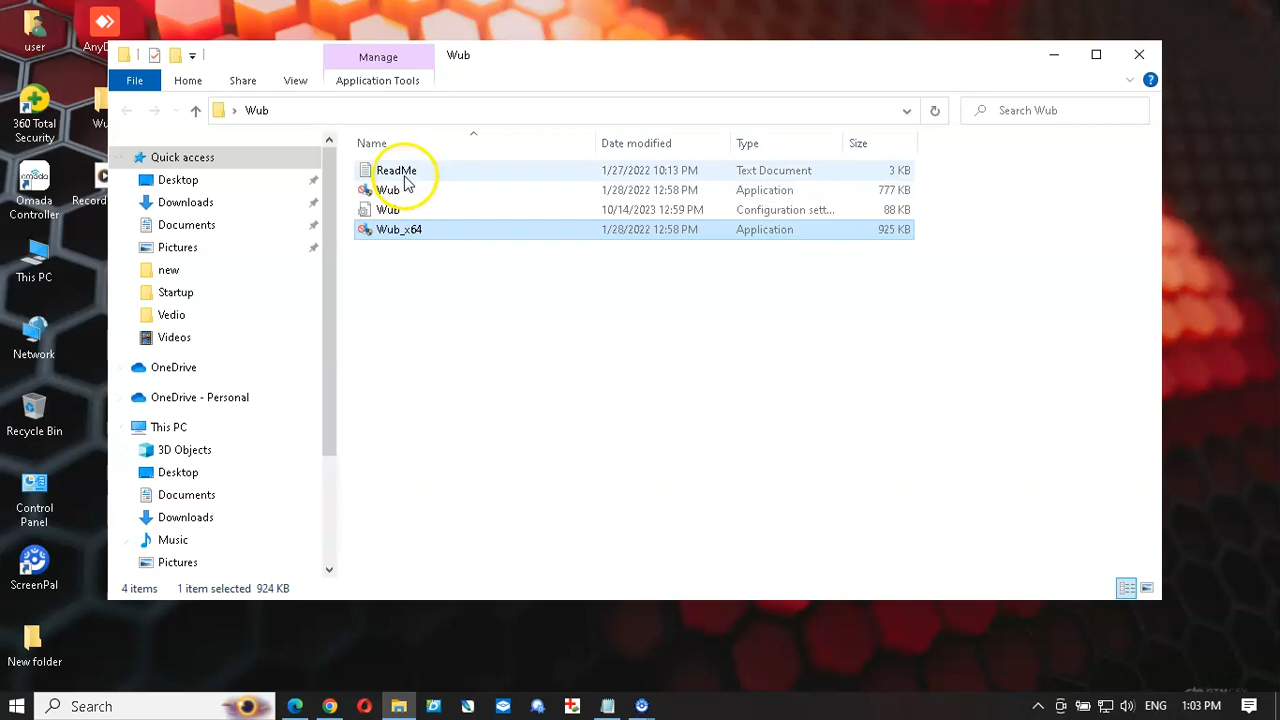 user
AnyD
360 Total
Security
Wu
Omada
Controller
Record
This PC
Network
Recycle Bin
Control
Panel
ScreenPal
New folder
Manage
Wub
File
Home
Share
View
Application Tools
Wub
Search Wub
Name
Date modified
Type
Size
ReadMe
1/27/2022 10:13 PM
Text Document
3 KB
Wub
1/28/2022 12:58 PM
Application
777 KB
Wub
10/14/2023 12:59 PM
Configuration sett...
88 KB
Wub_x64
1/28/2022 12:58 PM
Application
925 KB
Quick access
Desktop
Downloads
Documents
Pictures
new
Startup
Vedio
Videos
OneDrive
OneDrive - Personal
This PC
3D Objects
Desktop
Documents
Downloads
Music
Pictures
4 items
1 item selected 924 KB
Search
ENG
1:03 PM